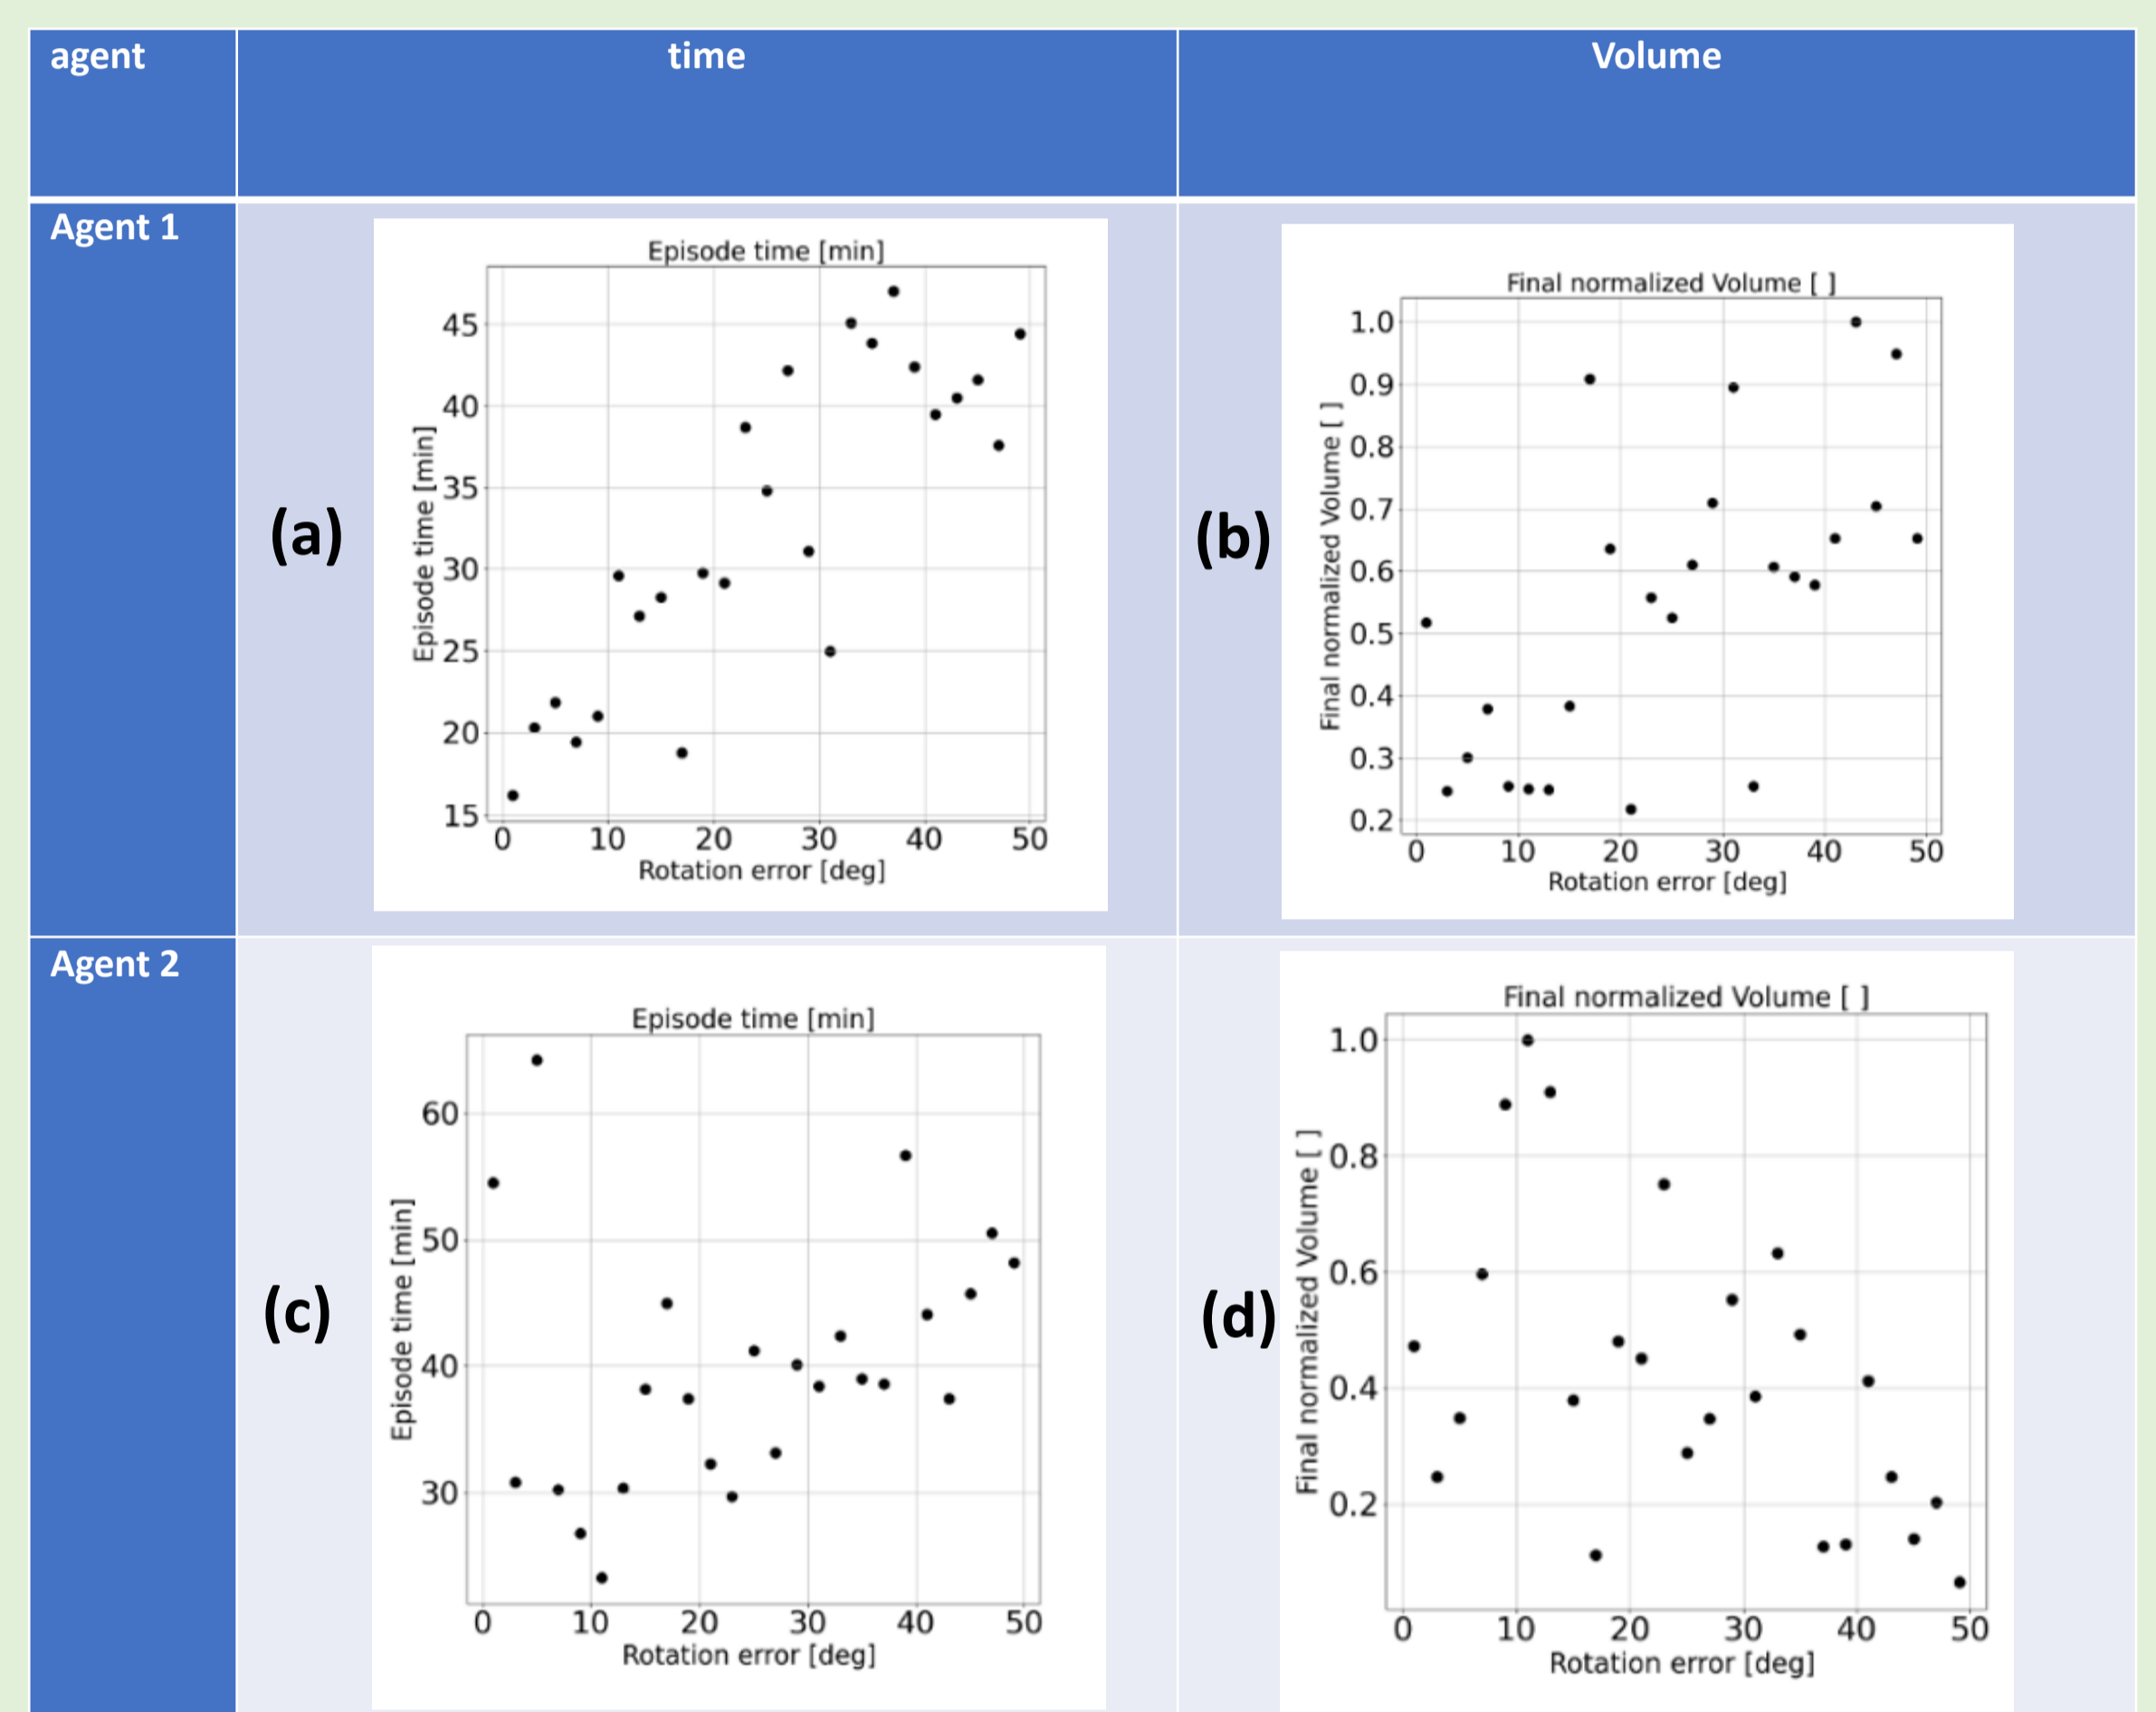 agent
time
Volume
Agent 1
(a)
Episode time [min]
Episode time [min]
45
40
35
30
25
20
15
0 10 20 30 40 50
Rotation error [deg]
(b)
Final normalized Volume [ ]
Final normalized Volume [ ]
1.0
0.9
0.8
0.7
0.6
0.5
0.4
0.3
0.2
0 10 20 30 40 50
Rotation error [deg]
Agent 2
(c)
Episode time [min]
Episode time [min]
60
50
40
30
0 10 20 30 40 50
Rotation error [deg]
(d)
Final normalized Volume [ ]
Final normalized Volume [ ]
1.0
0.8
0.6
0.4
0.2
0 10 20 30 40 50
Rotation error [deg]